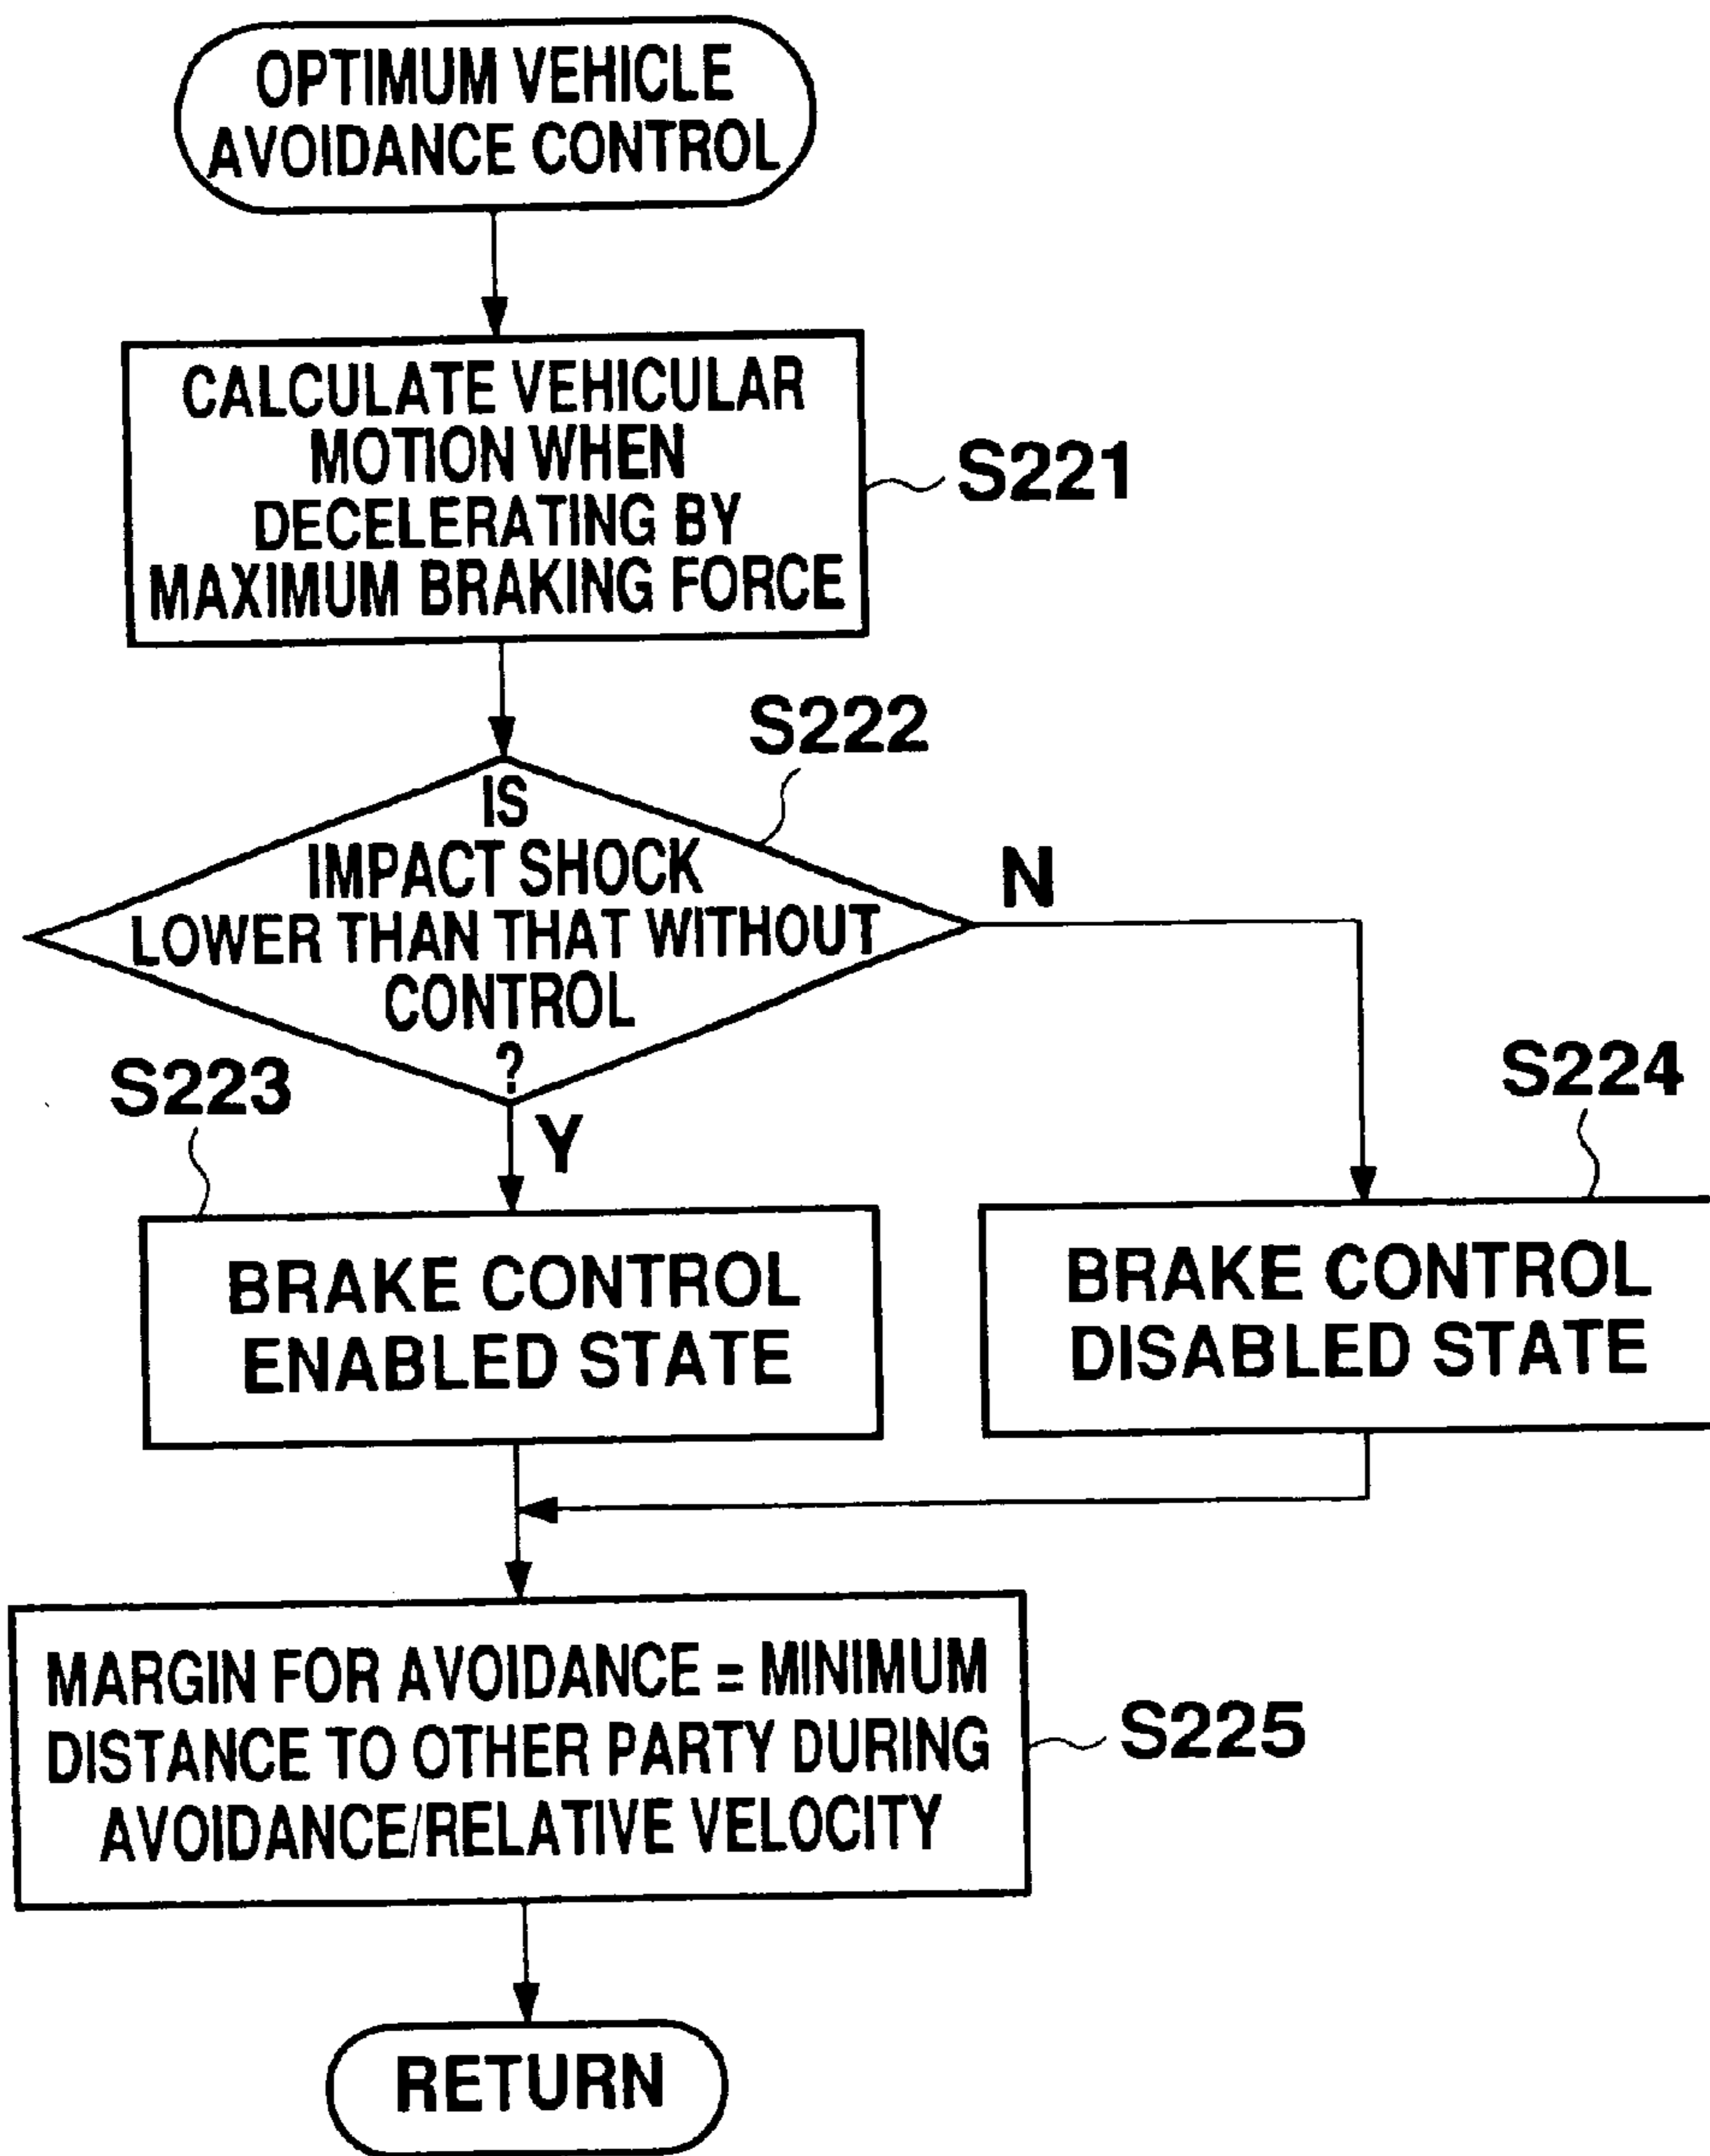 OPTIMUM VEHICLE
AVOIDANCE CONTROL
CALCULATE VEHICULAR
MOTION WHEN
DECELERATING BY
MAXIMUM BRAKING FORCE
S221
S222
IS
IMPACT SHOCK
LOWER THAN THAT WITHOUT
CONTROL
?
N
Y
S223
S224
BRAKE CONTROL
ENABLED STATE
BRAKE CONTROL
DISABLED STATE
MARGIN FOR AVOIDANCE = MINIMUM
DISTANCE TO OTHER PARTY DURING
AVOIDANCE/RELATIVE VELOCITY
S225
RETURN